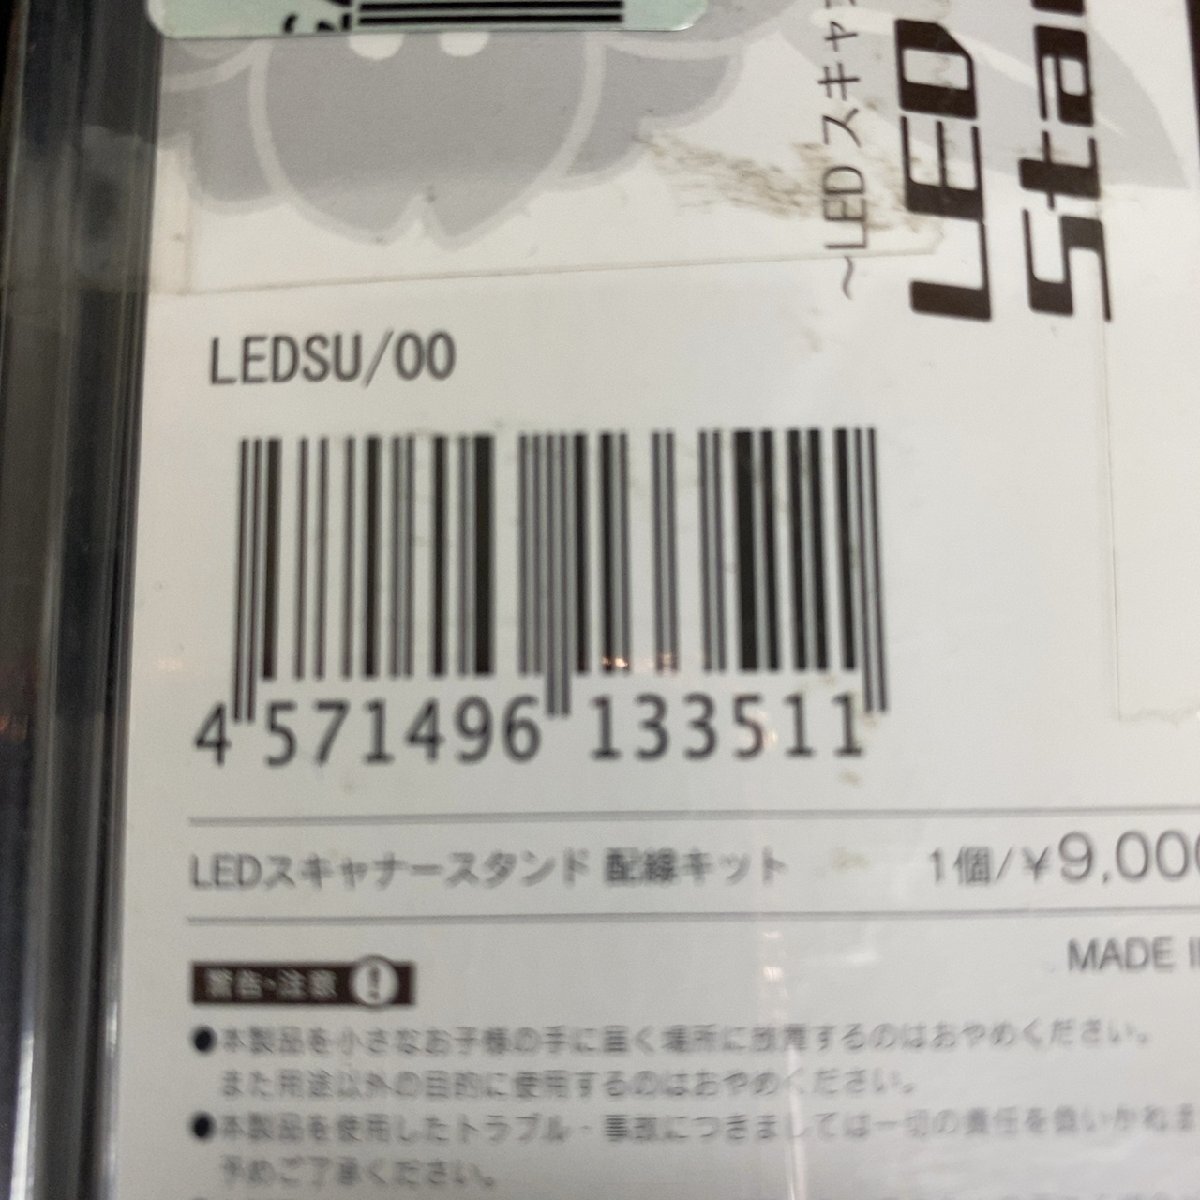 ~LED スキャ
LED
Sta
LEDSU/00
4 571496 133511
LEDスキャナースタンド 配線キット 1個/¥9,000
MADE I
警告・注意
●本製品を小さなお子様の手に届く場所に放置するのはおやめください。
また用途以外の目的に使用するのはおやめください。
●本製品を使用したトラブル・事故につきましては一切の責任を負いかねま
予めご了承ください。